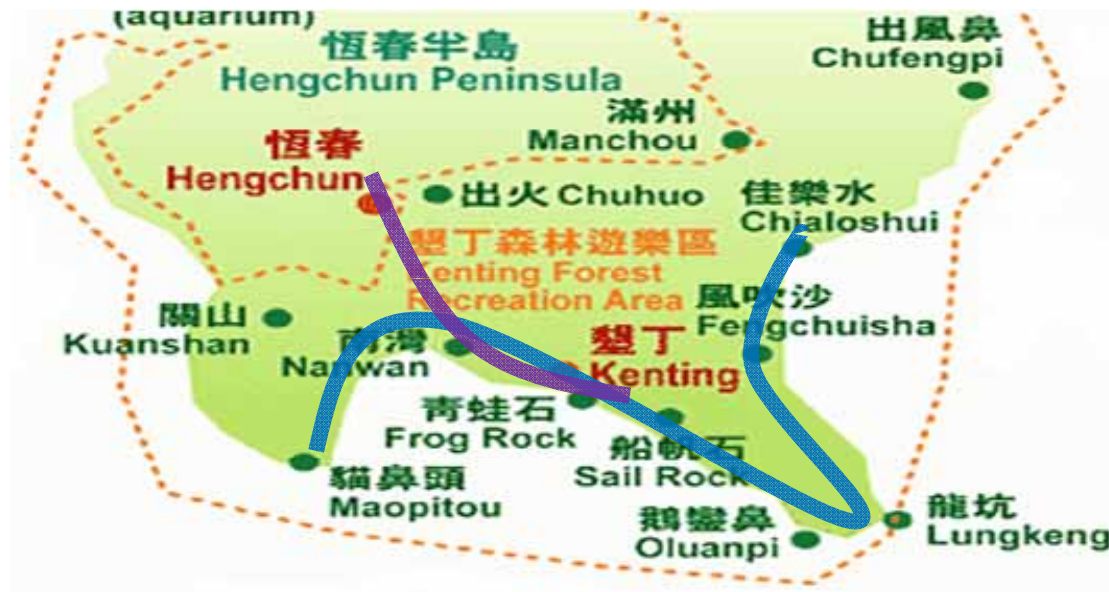 (aquarium)
恆春半島
Hengchun Peninsula
出風鼻
Chufengpi
滿州
Manchou
恆春
Hengchun
出火 Chuhuo
佳樂水
Chialoshui
墾丁森林遊樂區
Kenting Forest
Recreation Area
風吹沙
Fengchuisha
關山
Kuanshan
南灣
Nanwan
墾丁
Kenting
青蛙石
Frog Rock
船帆石
Sail Rock
貓鼻頭
Maopitou
鵝鑾鼻
Oluanpi
龍坑
Lungkeng